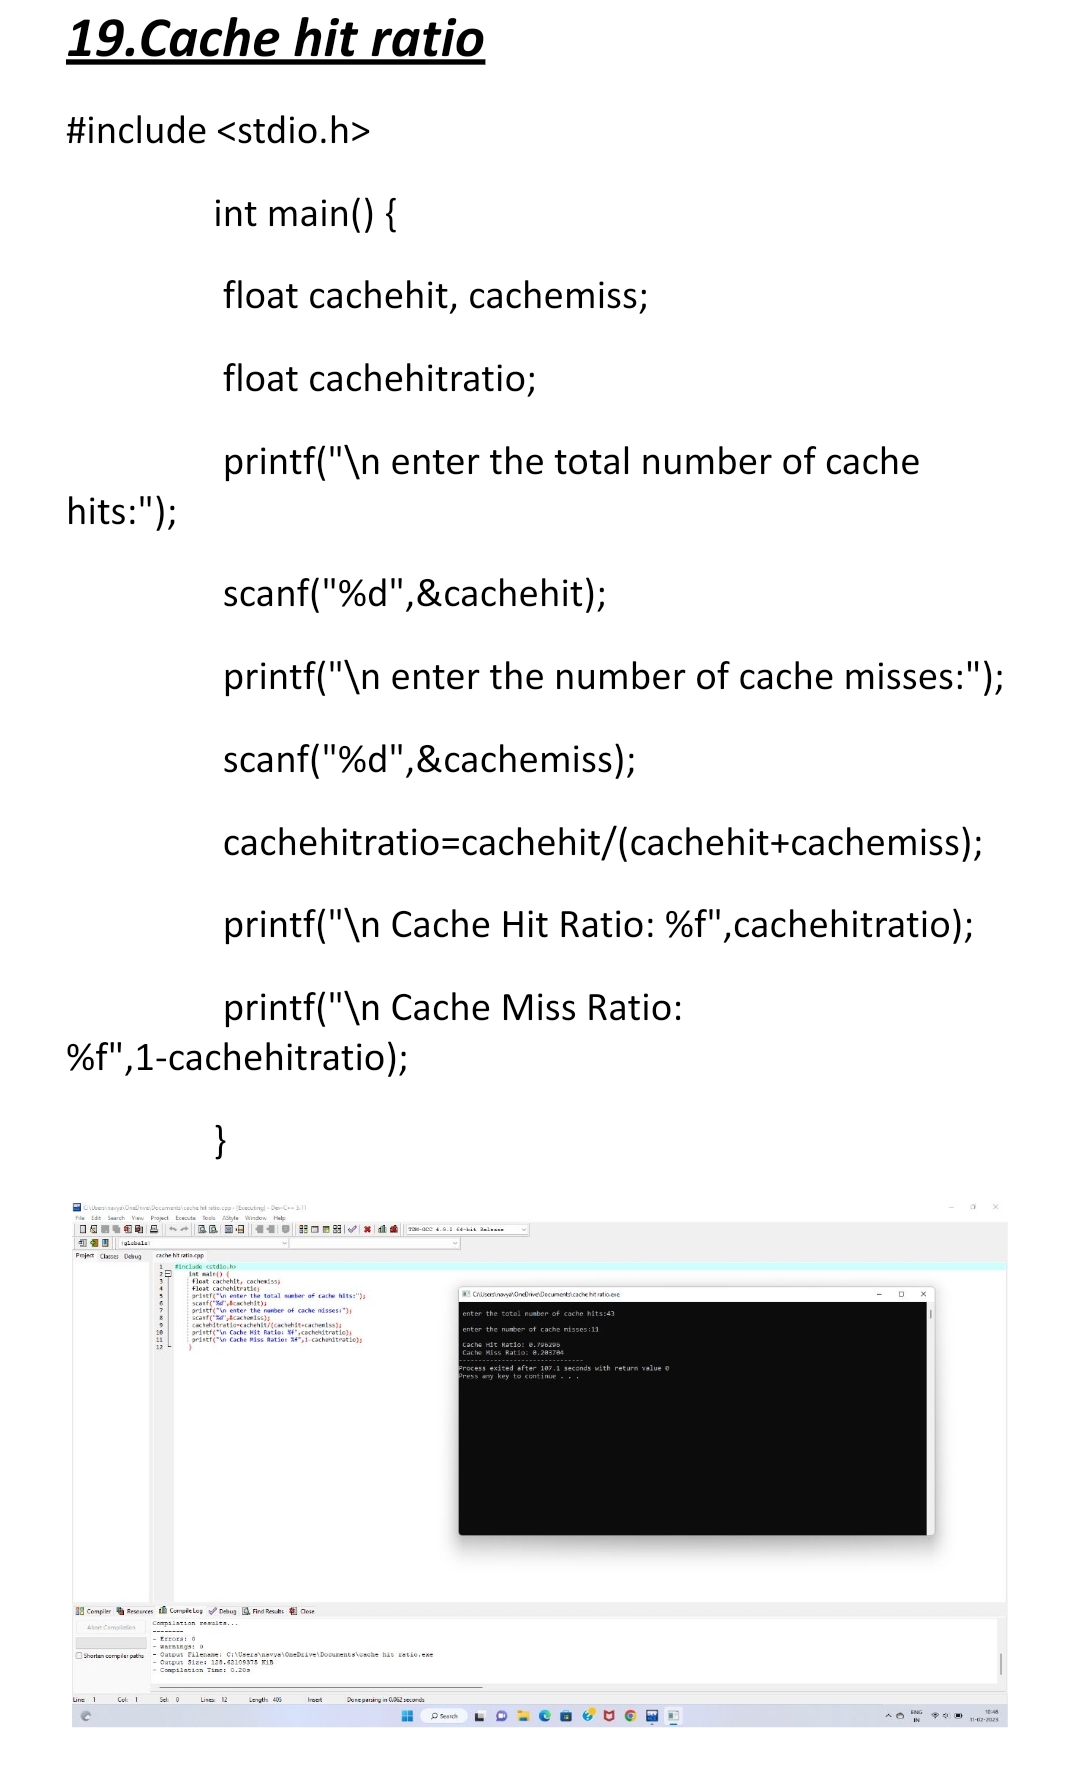 19.Cache hit ratio
#include <stdio.h>
int main() {
float cachehit, cachemiss;
float cachehitratio;
printf("\n enter the total number of cache
hits:");
scanf("%d",&cachehit);
printf("\n enter the number of cache misses:");
scanf("%d",&cachemiss);
cachehitratio=cachehit/(cachehit+cachemiss);
printf("\n Cache Hit Ratio: %f",cachehitratio);
printf("\n Cache Miss Ratio:
%f",1-cachehitratio);
}
C:\Users\navya\OneDrive\Documents\cache hit ratio.cpp - [Executing] - Dev-C++ 5.11
File Edit Search View Project Execute Tools AStyle Window Help
TDM-GCC 4.9.2 64-bit Release
(globals)
Project Classes Debug cache hit ratio.cpp
1 #include <stdio.h>
2 int main() {
3 float cachehit, cachemiss;
4 float cachehitratio;
5 printf("\n enter the total number of cache hits:");
6 scanf("%d",&cachehit);
7 printf("\n enter the number of cache misses:");
8 scanf("%d",&cachemiss);
9 cachehitratio=cachehit/(cachehit+cachemiss);
10 printf("\n Cache Hit Ratio: %f",cachehitratio);
11 printf("\n Cache Miss Ratio: %f",1-cachehitratio);
12 }
C:\Users\navya\OneDrive\Documents\cache hit ratio.exe
enter the total number of cache hits:43
enter the number of cache misses:11
Cache Hit Ratio: 0.796296
Cache Miss Ratio: 0.203704
--------------------------------
Process exited after 107.1 seconds with return value 0
Press any key to continue . . .
Compiler Resources Compile Log Debug Find Results Close
Abort Compilation
Shorten compiler paths
Compilation results...
--------
- Errors: 0
- Warnings: 0
- Output Filename: C:\Users\navya\OneDrive\Documents\cache hit ratio.exe
- Output Size: 128.62109375 KiB
- Compilation Time: 0.20s
Line: 1 Col: 1 Sel: 0 Lines: 12 Length: 405 Insert Done parsing in 0.062 seconds
Search
ENG
IN
11-02-2023